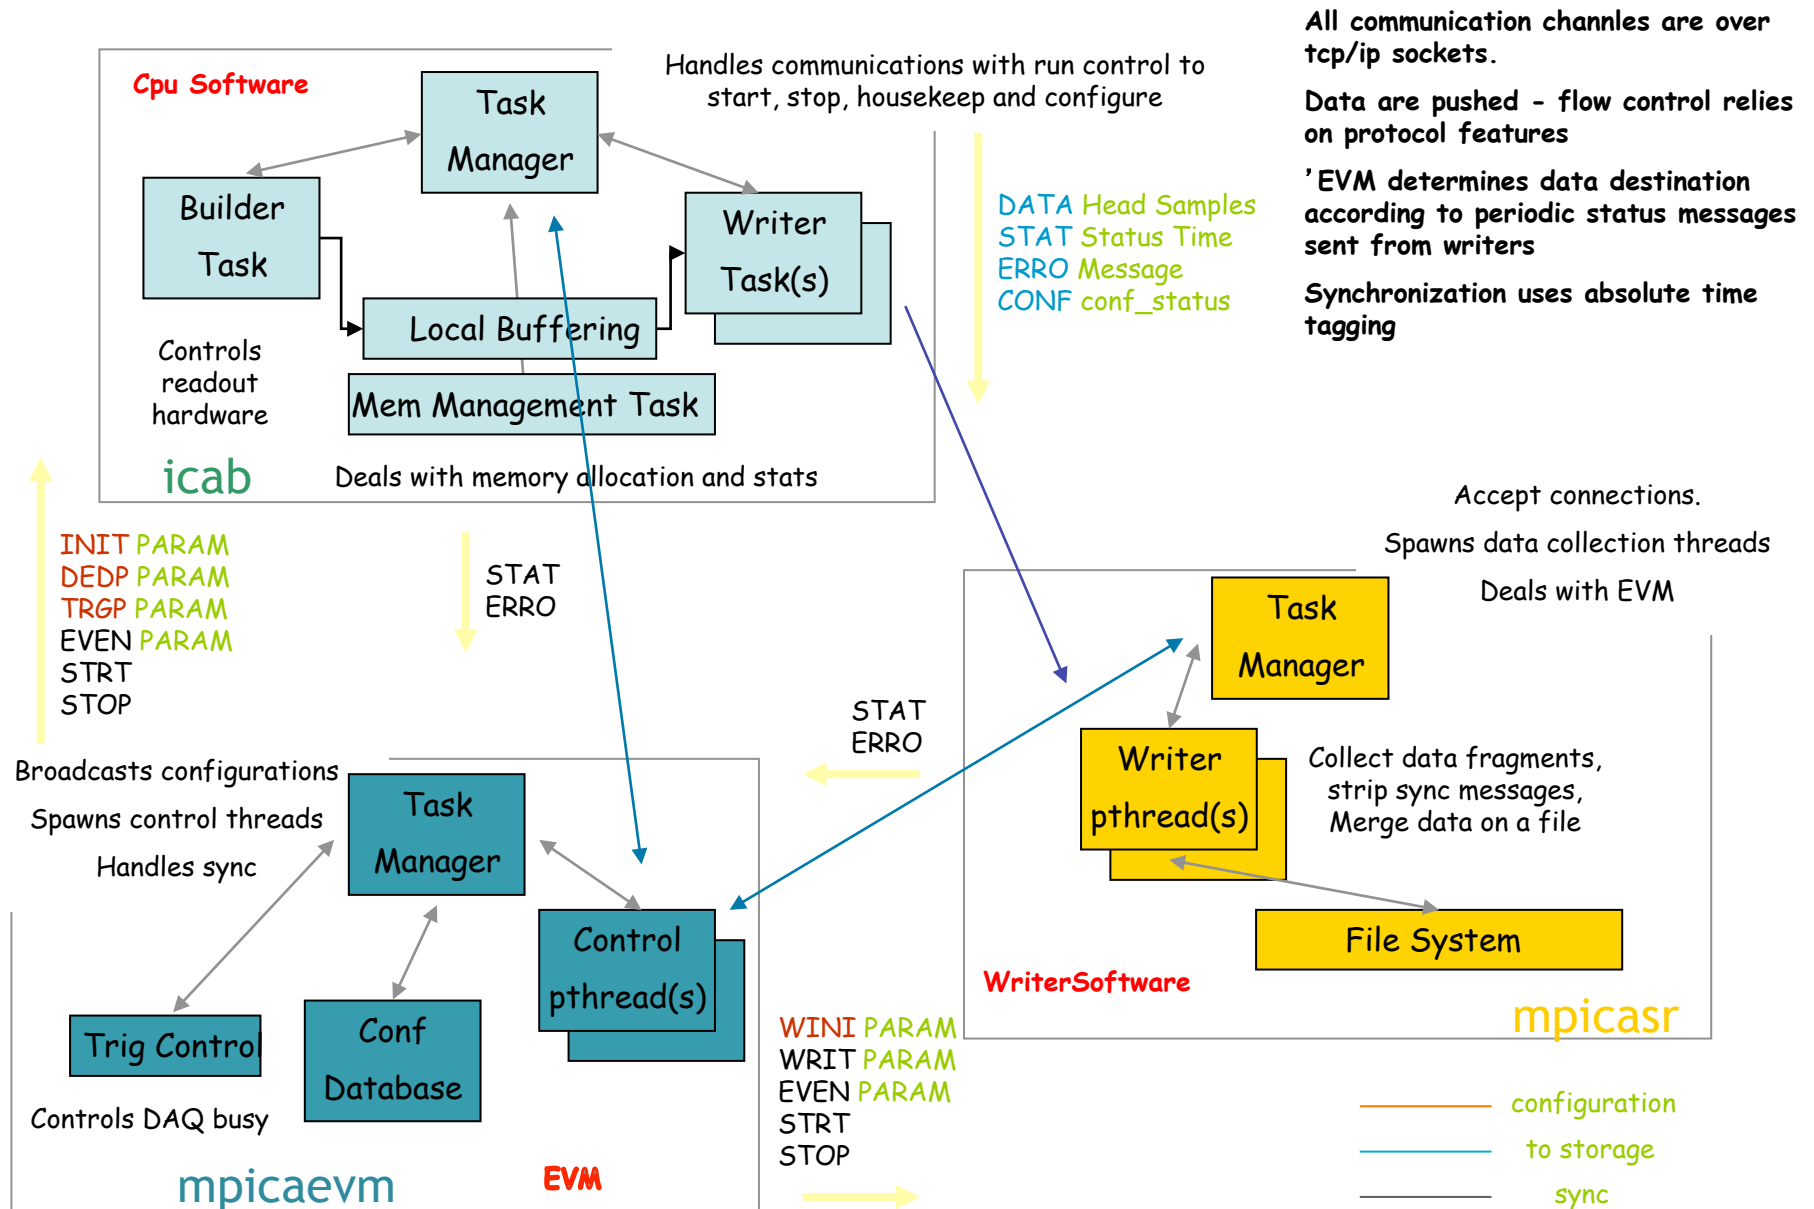 All communication channles are over
tcp/ip sockets.
Data are pushed - flow control relies
on protocol features
’EVM determines data destination
according to periodic status messages
sent from writers
Synchronization uses absolute time
tagging
Cpu Software
Handles communications with run control to
start, stop, housekeep and configure
Task
Manager
Builder
Task
Writer
Task(s)
Local Buffering
Mem Management Task
Controls
readout
hardware
icab
Deals with memory allocation and stats
DATA Head Samples
STAT Status Time
ERRO Message
CONF conf_status
INIT PARAM
DEDP PARAM
TRGP PARAM
EVEN PARAM
STRT
STOP
STAT
ERRO
Accept connections.
Spawns data collection threads
Deals with EVM
Task
Manager
Writer
pthread(s)
Collect data fragments,
strip sync messages,
Merge data on a file
File System
WriterSoftware
mpicasr
STAT
ERRO
Broadcasts configurations
Spawns control threads
Handles sync
Task
Manager
Control
pthread(s)
Trig Control
Conf
Database
Controls DAQ busy
mpicaevm
EVM
WINI PARAM
WRIT PARAM
EVEN PARAM
STRT
STOP
configuration
to storage
sync